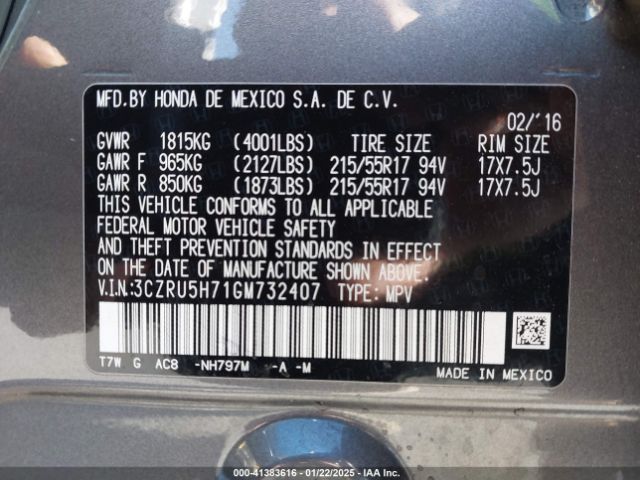 MFD.BY HONDA DE MEXICO S.A. DE C.V.
02/'16
GVWR 1815KG (4001LBS) TIRE SIZE RIM SIZE
GAWR F 965KG (2127LBS) 215/55R17 94V 17X7.5J
GAWR R 850KG (1873LBS) 215/55R17 94V 17X7.5J
THIS VEHICLE CONFORMS TO ALL APPLICABLE
FEDERAL MOTOR VEHICLE SAFETY
AND THEFT PREVENTION STANDARDS IN EFFECT
ON THE DATE OF MANUFACTURE SHOWN ABOVE.
V.I.N:3CZRU5H71GM732407 TYPE: MPV
T7W G AC8 -NH797M -A -M
MADE IN MEXICO
000-41383616 - 01/22/2025 - IAA Inc.